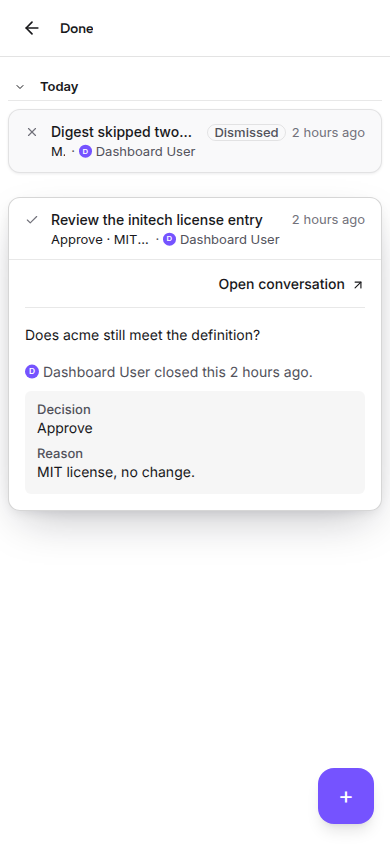 Done
Today
Digest skipped two... Dismissed 2 hours ago
M. · D Dashboard User
Review the initech license entry 2 hours ago
Approve · MIT... · D Dashboard User
Open conversation
Does acme still meet the definition?
D Dashboard User closed this 2 hours ago.
Decision
Approve
Reason
MIT license, no change.